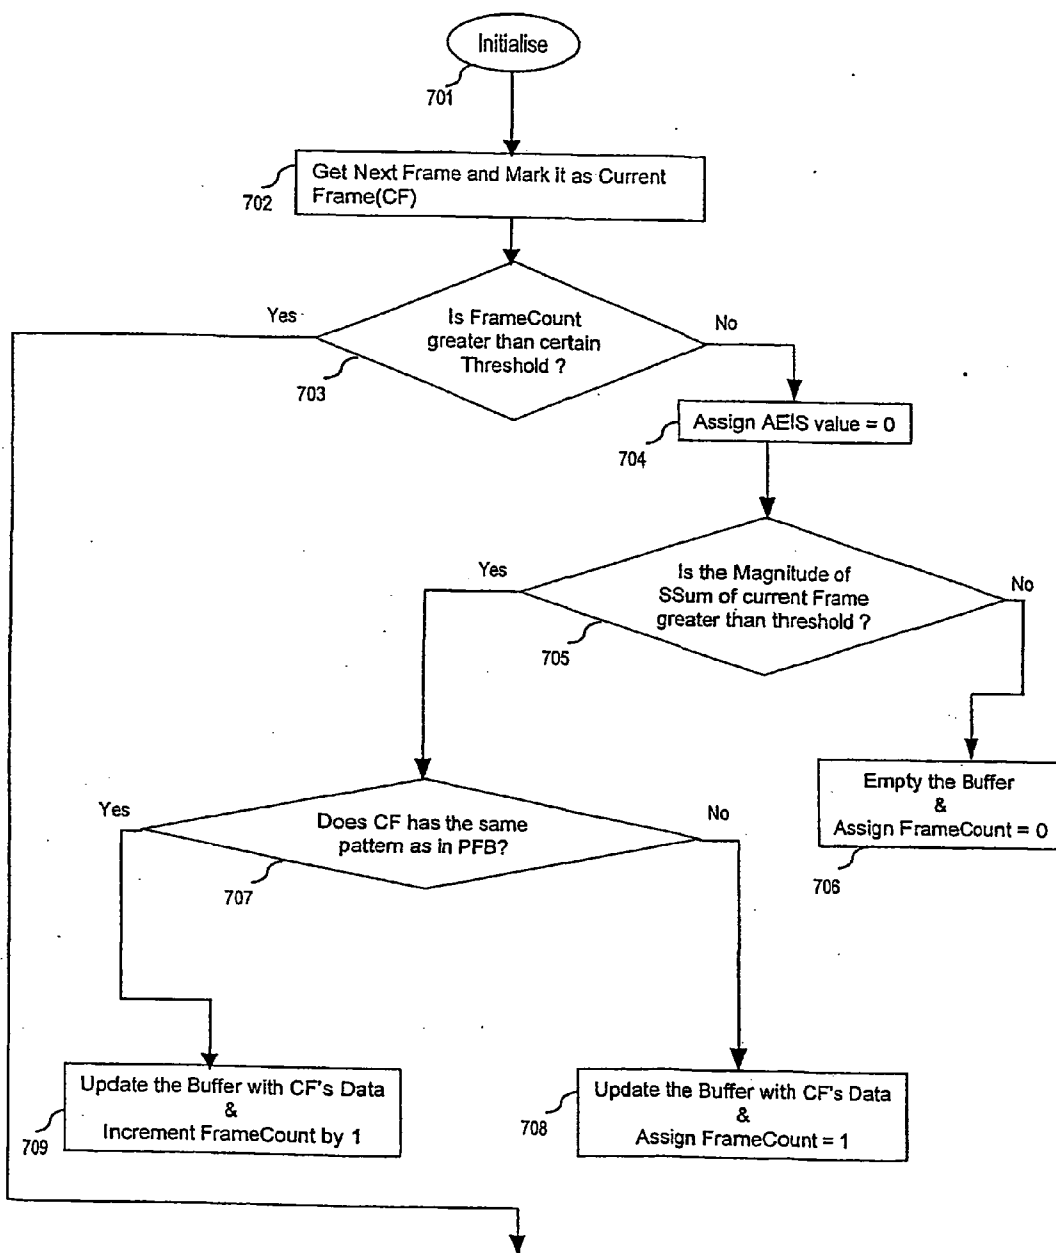 Initialise
701
Get Next Frame and Mark it as Current
Frame(CF)
702
Yes
Is FrameCount
greater than certain
Threshold ?
No
703
Assign AEIS value = 0
704
Yes
Is the Magnitude of
SSum of current Frame
greater than threshold ?
No
705
Empty the Buffer
&
Assign FrameCount = 0
706
Yes
Does CF has the same
pattern as in PFB?
No
707
Update the Buffer with CF's Data
&
Increment FrameCount by 1
709
Update the Buffer with CF's Data
&
Assign FrameCount = 1
708